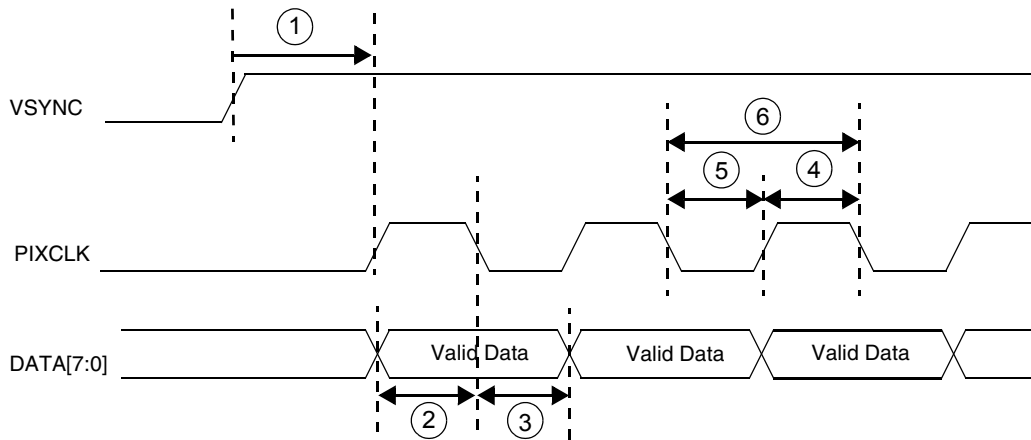 1
VSYNC
6
5
4
PIXCLK
DATA[7:0]
Valid Data
Valid Data
Valid Data
2
3